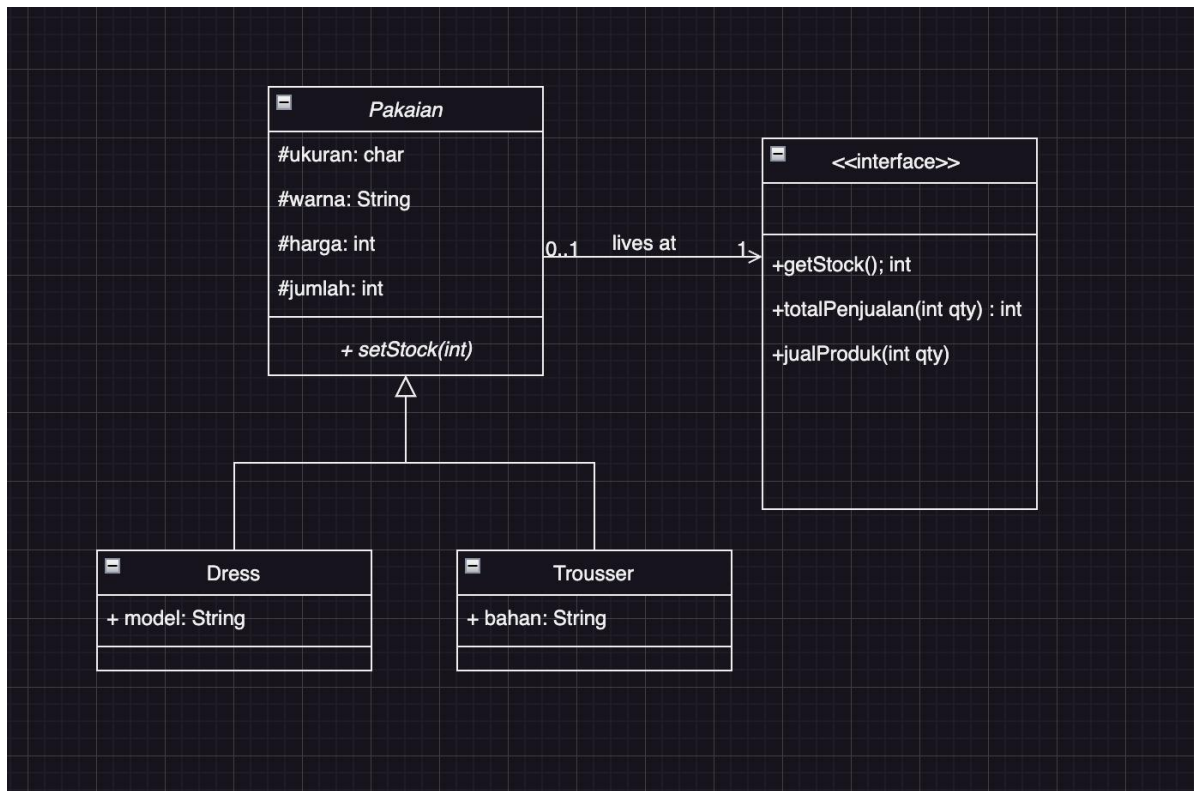 Pakaian
#ukuran: char
#warna: String
#harga: int
#jumlah: int
+ setStock(int)
0..1
lives at
1
<<interface>>
+getStock(); int
+totalPenjualan(int qty) : int
+jualProduk(int qty)
Dress
+ model: String
Trousser
+ bahan: String